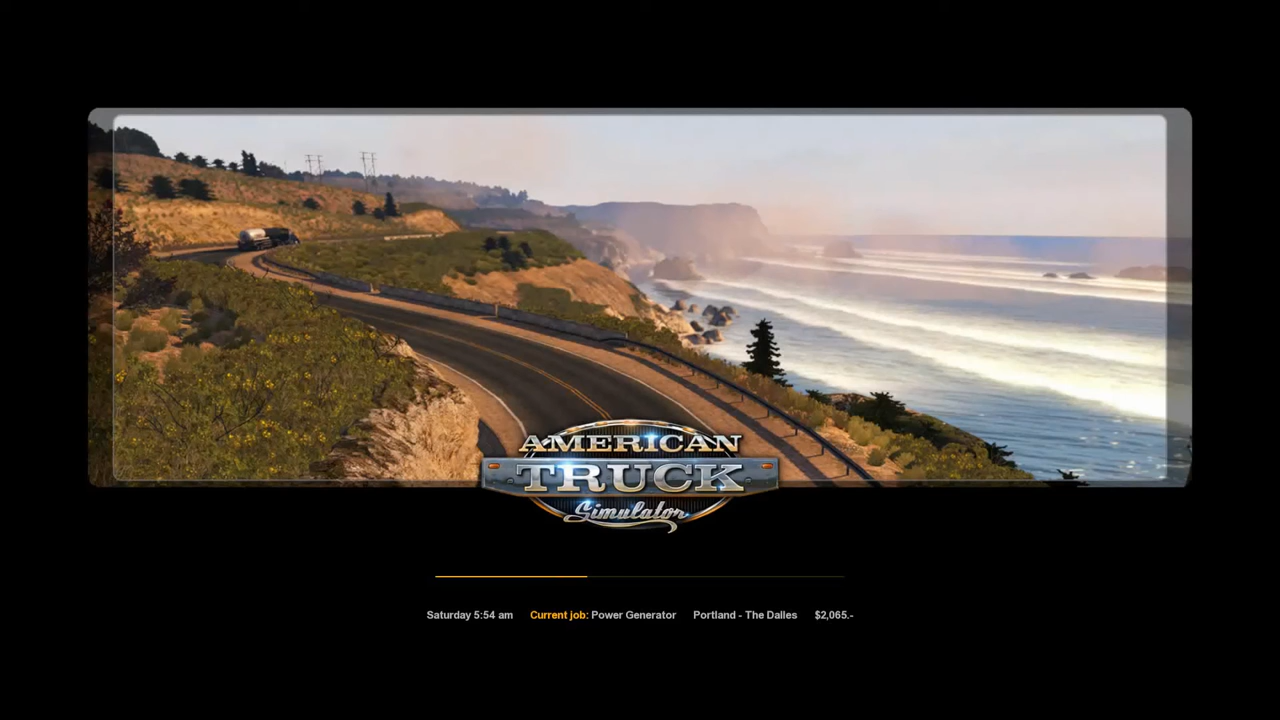 AMERICAN
TRUCK
Simulator
Saturday 5:54 am Current job: Power Generator Portland - The Dalles $2,065.-